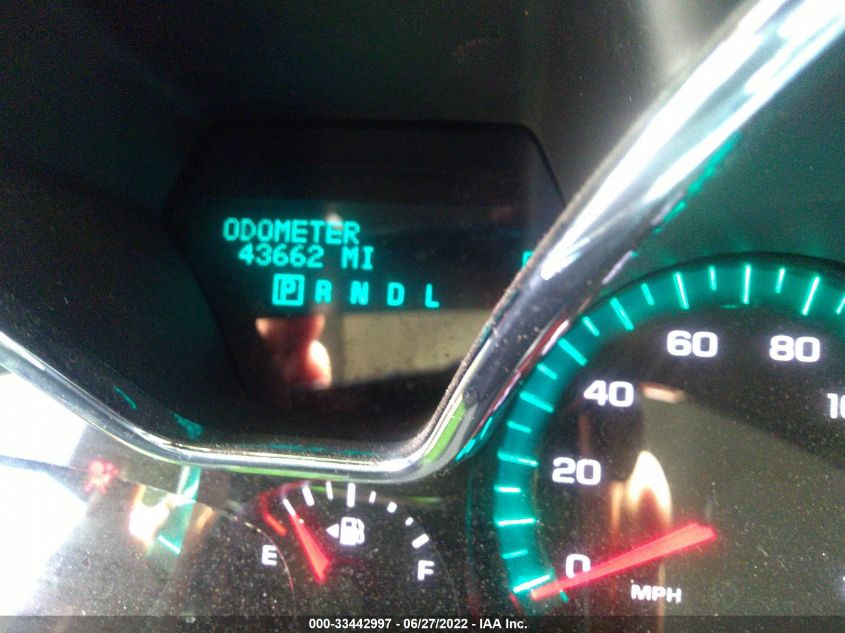 ODOMETER
43662 MI
P R N D L
60 80
40
20
0
MPH
E F
000-33442997 / 06/27/2022 - IAA Inc.